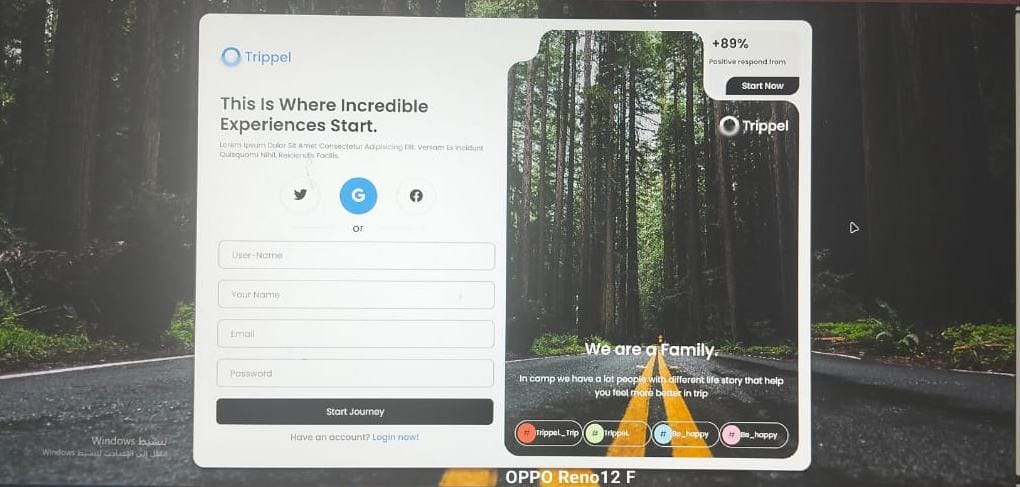 Trippel
This Is Where Incredible
Experiences Start.
Lorem Ipsum Dolor Sit Amet Consectetur Adipisicing Elit. Veniam Ex Incidunt
Quisquam! Nihil, Reiciendis Facilis.
G
or
User-Name
Your Name
Email
Password
Start Journey
Have an account? Login now!
+89%
Positive respond from
Start Now
Trippel
We are a Family.
In camp we have a lot people with different life story that help
you feel more better in trip
# Trippel_Trip # Trippel # Be_happy # Be_happy
تنشيط Windows
انتقل إلى الإعدادات لتنشيط Windows
OPPO Reno12 F